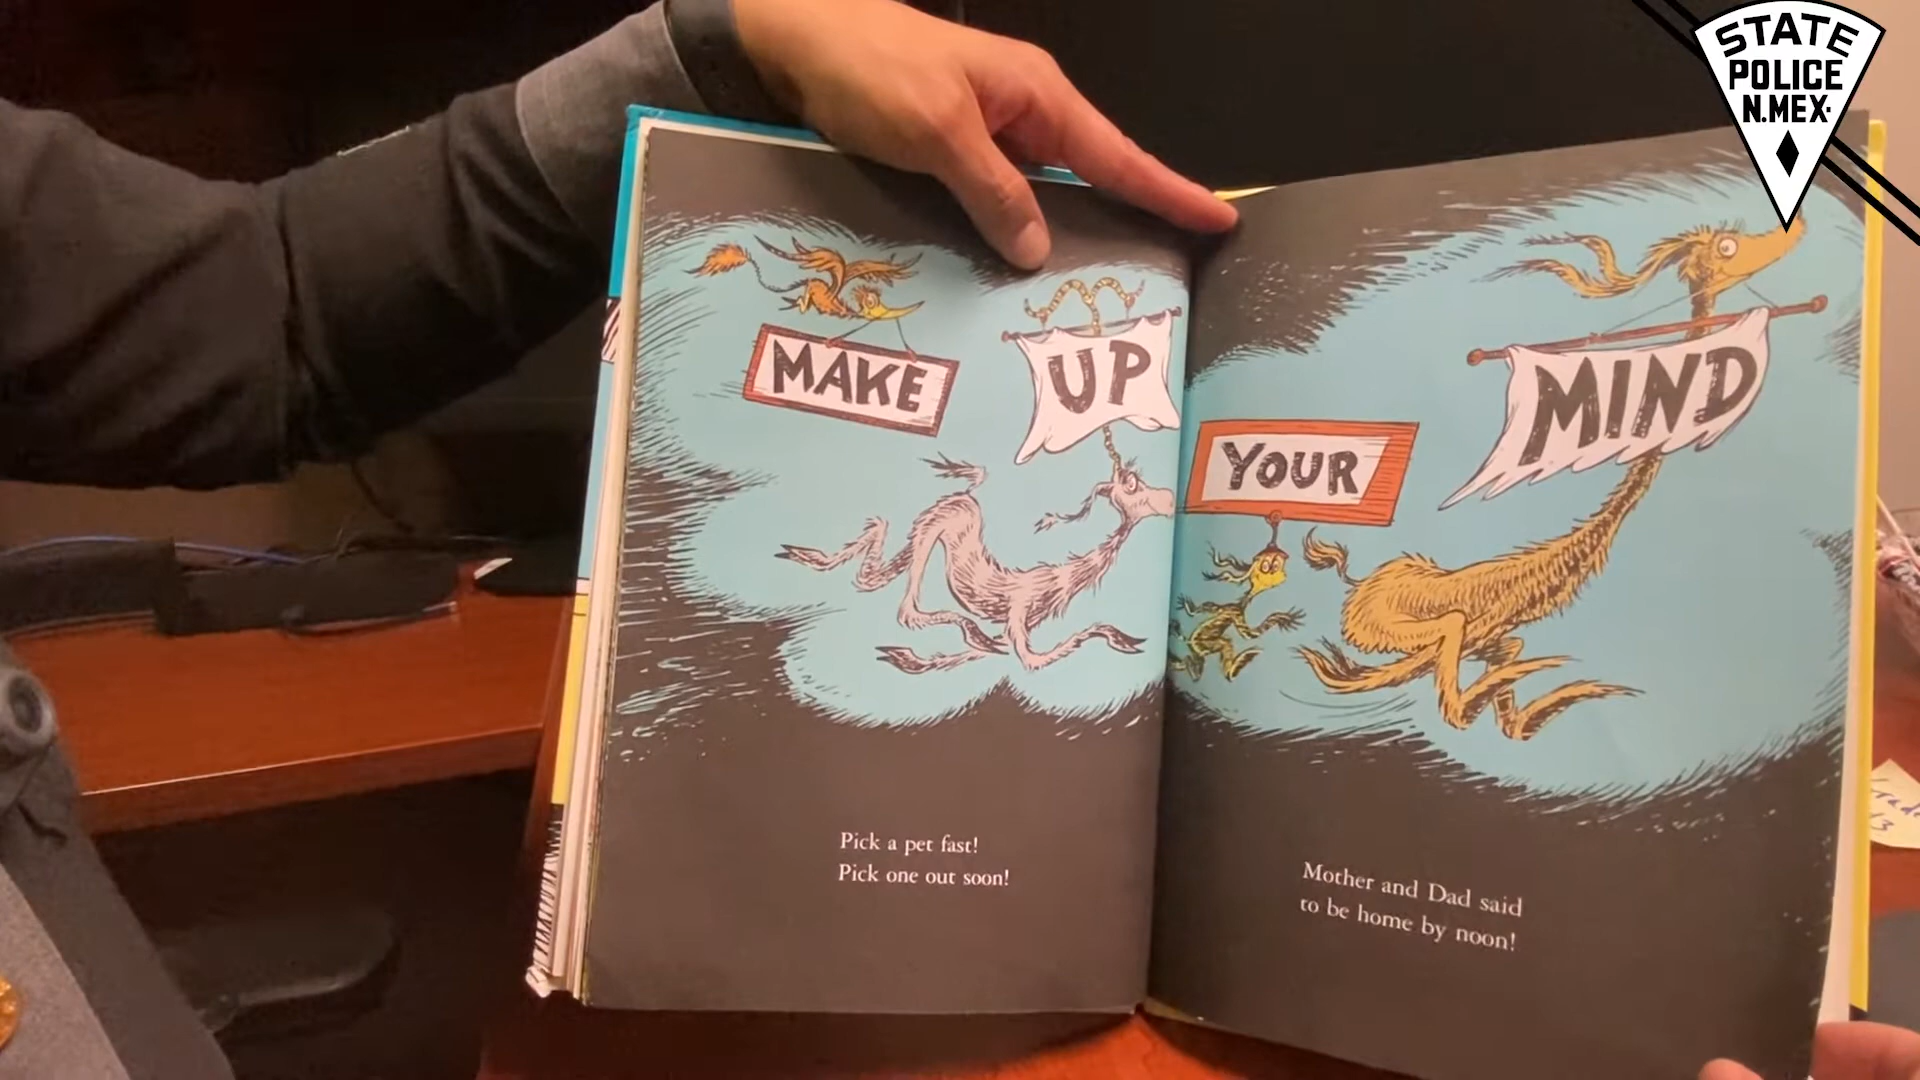 STATE
POLICE
N.MEX.
MAKE
UP
YOUR
MIND
Pick a pet fast!
Pick one out soon!
Mother and Dad said
to be home by noon!